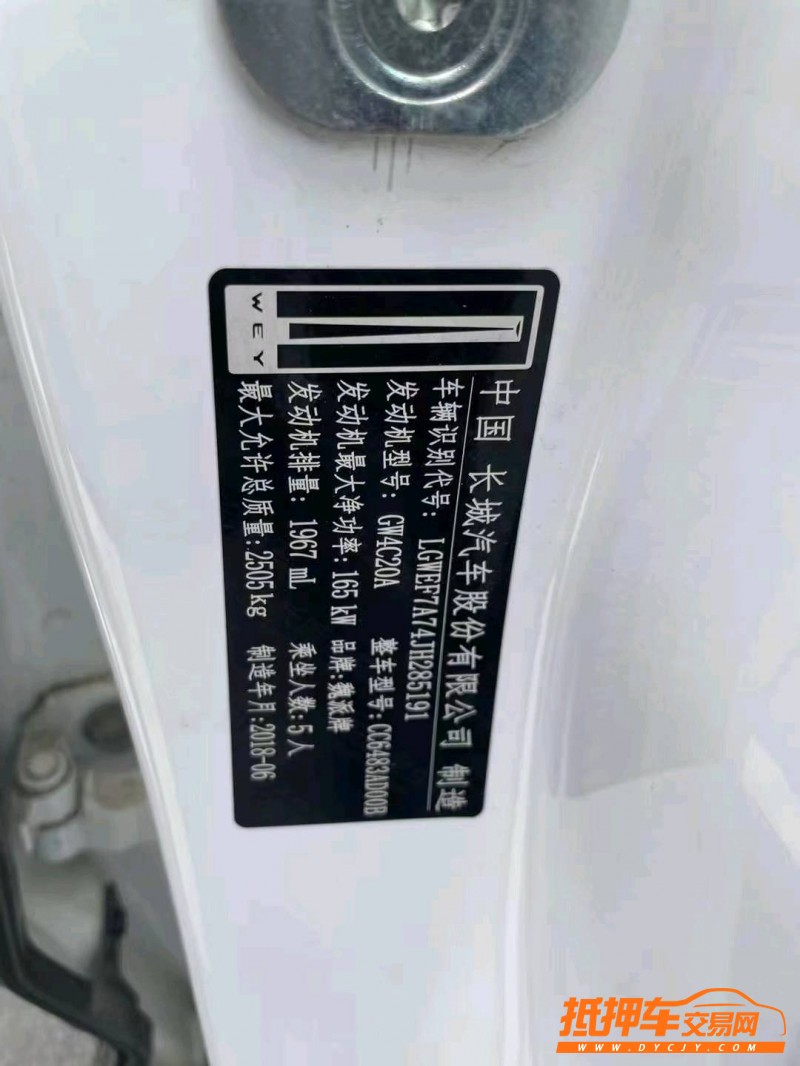 WEY
中国 长城汽车股份有限公司 制造
车辆识别代号: LGWEF7A74JH285191
发动机型号: GW4C20A 整车型号: CC6483AD00B
发动机最大净功率: 165 kW 品牌: 魏派牌
发动机排量: 1967 mL 乘坐人数: 5 人
最大允许总质量: 2505 kg 制造年月: 2018-06
抵押车交易网
WWW.DYCJY.COM